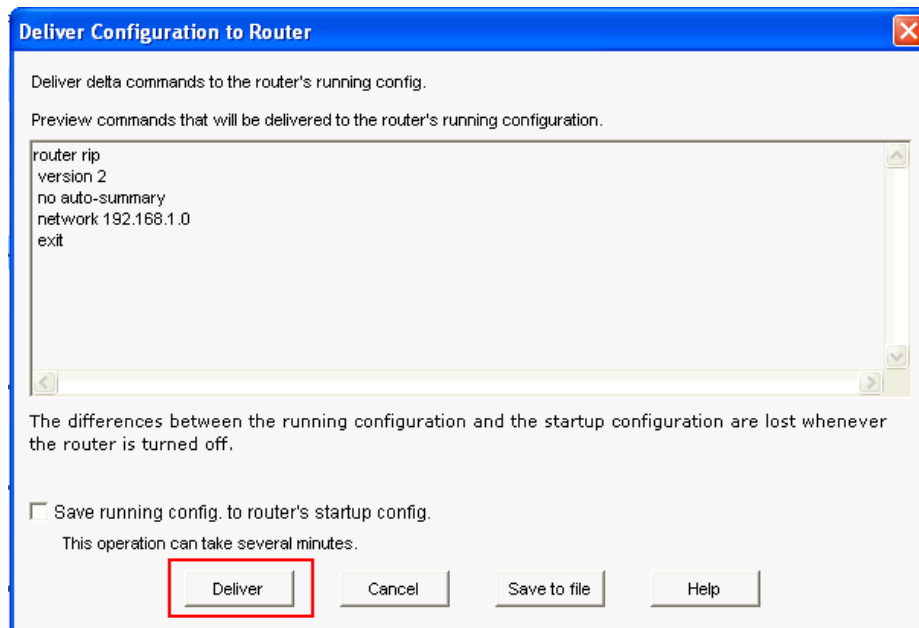 Deliver Configuration to Router
Deliver delta commands to the router's running config.
Preview commands that will be delivered to the router's running configuration.
router rip
version 2
no auto-summary
network 192.168.1.0
exit
The differences between the running configuration and the startup configuration are lost whenever
the router is turned off.
Save running config. to router's startup config.
This operation can take several minutes.
Deliver Cancel Save to file Help